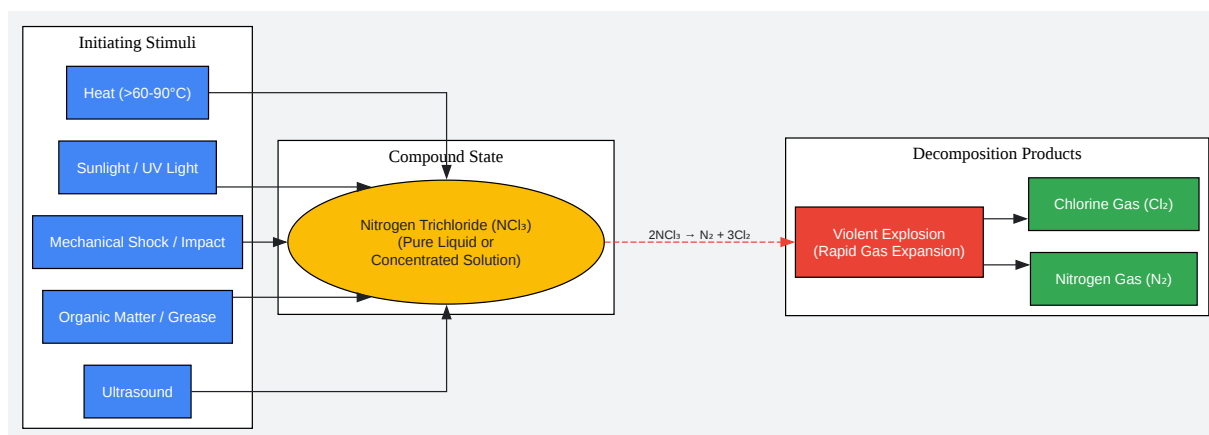 Initiating Stimuli
Heat (>60-90°C)
Sunlight / UV Light
Mechanical Shock / Impact
Organic Matter / Grease
Ultrasound
Compound State
Nitrogen Trichloride (NCl₃)
(Pure Liquid or
Concentrated Solution)
2NCl₃ → N₂ + 3Cl₂
Decomposition Products
Violent Explosion
(Rapid Gas Expansion)
Chlorine Gas (Cl₂)
Nitrogen Gas (N₂)